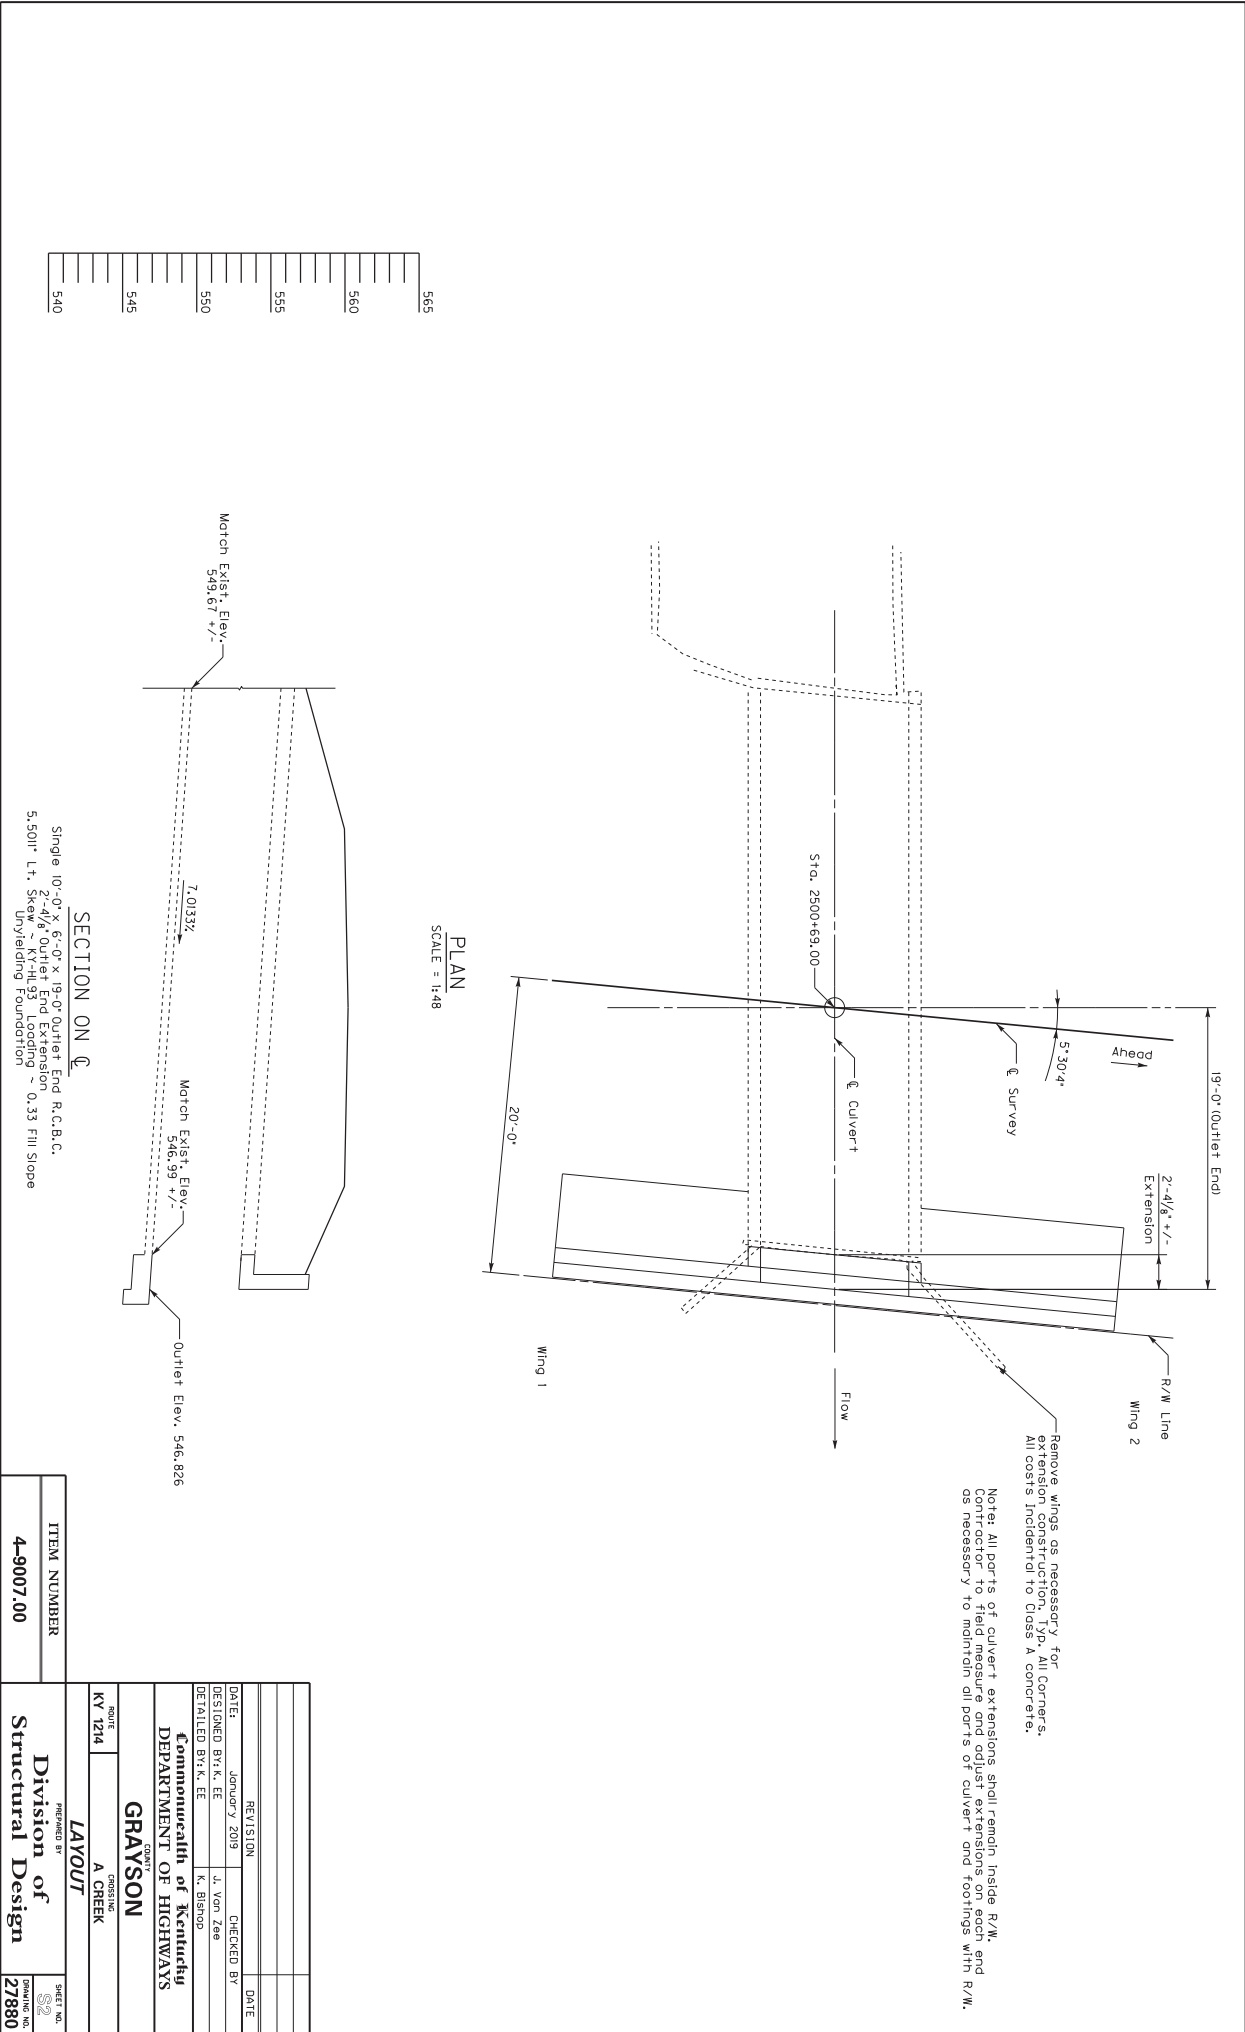 19'-0" (Outlet End)
2'-4⅛" +/-
Extension
R/W Line
Wing 2
Ahead
5°30'4"
℄ Survey
Remove wings as necessary for
extension construction. Typ. All Corners.
All costs Incidental to Class A concrete.
Note: All parts of culvert extensions shall remain inside R/W.
Contractor to field measure and adjust extensions on each end
as necessary to maintain all parts of culvert and footings with R/W.
℄ Culvert
Sta. 2500+69.00
Flow
Wing 1
20'-0"
PLAN
SCALE = 1:48
565
560
555
550
545
540
Match Exist. Elev.
549.67 +/-
7.0133%
Match Exist. Elev.
546.99 +/-
Outlet Elev. 546.826
SECTION ON ℄
Single 10'-0" x 6'-0" x 19-0" Outlet End R.C.B.C.
2'-4⅛" Outlet End Extension
5.5011° Lt. Skew ~ KY-HL93 Loading ~ 0.33 Fill Slope
Unyielding Foundation
REVISION DATE
DATE: January 2019 CHECKED BY
DESIGNED BY: K. EE J. Van Zee
DETAILED BY: K. EE K. Bishop
Commonwealth of Kentucky
DEPARTMENT OF HIGHWAYS
COUNTY
GRAYSON
ROUTE CROSSING
KY 1214 A CREEK
LAYOUT
ITEM NUMBER
4-9007.00
PREPARED BY
Division of
Structural Design
SHEET NO.
S2
DRAWING NO.
27880